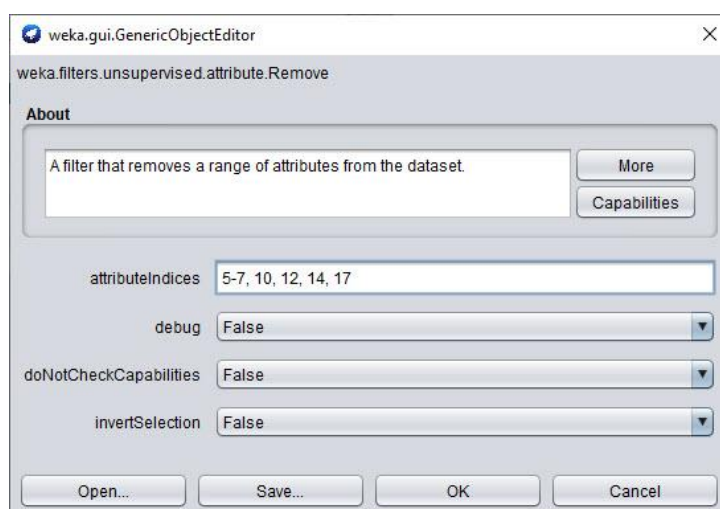 weka.gui.GenericObjectEditor
weka.filters.unsupervised.attribute.Remove
About
A filter that removes a range of attributes from the dataset.
More
Capabilities
attributeIndices 5-7, 10, 12, 14, 17
debug False
doNotCheckCapabilities False
invertSelection False
Open... Save... OK Cancel